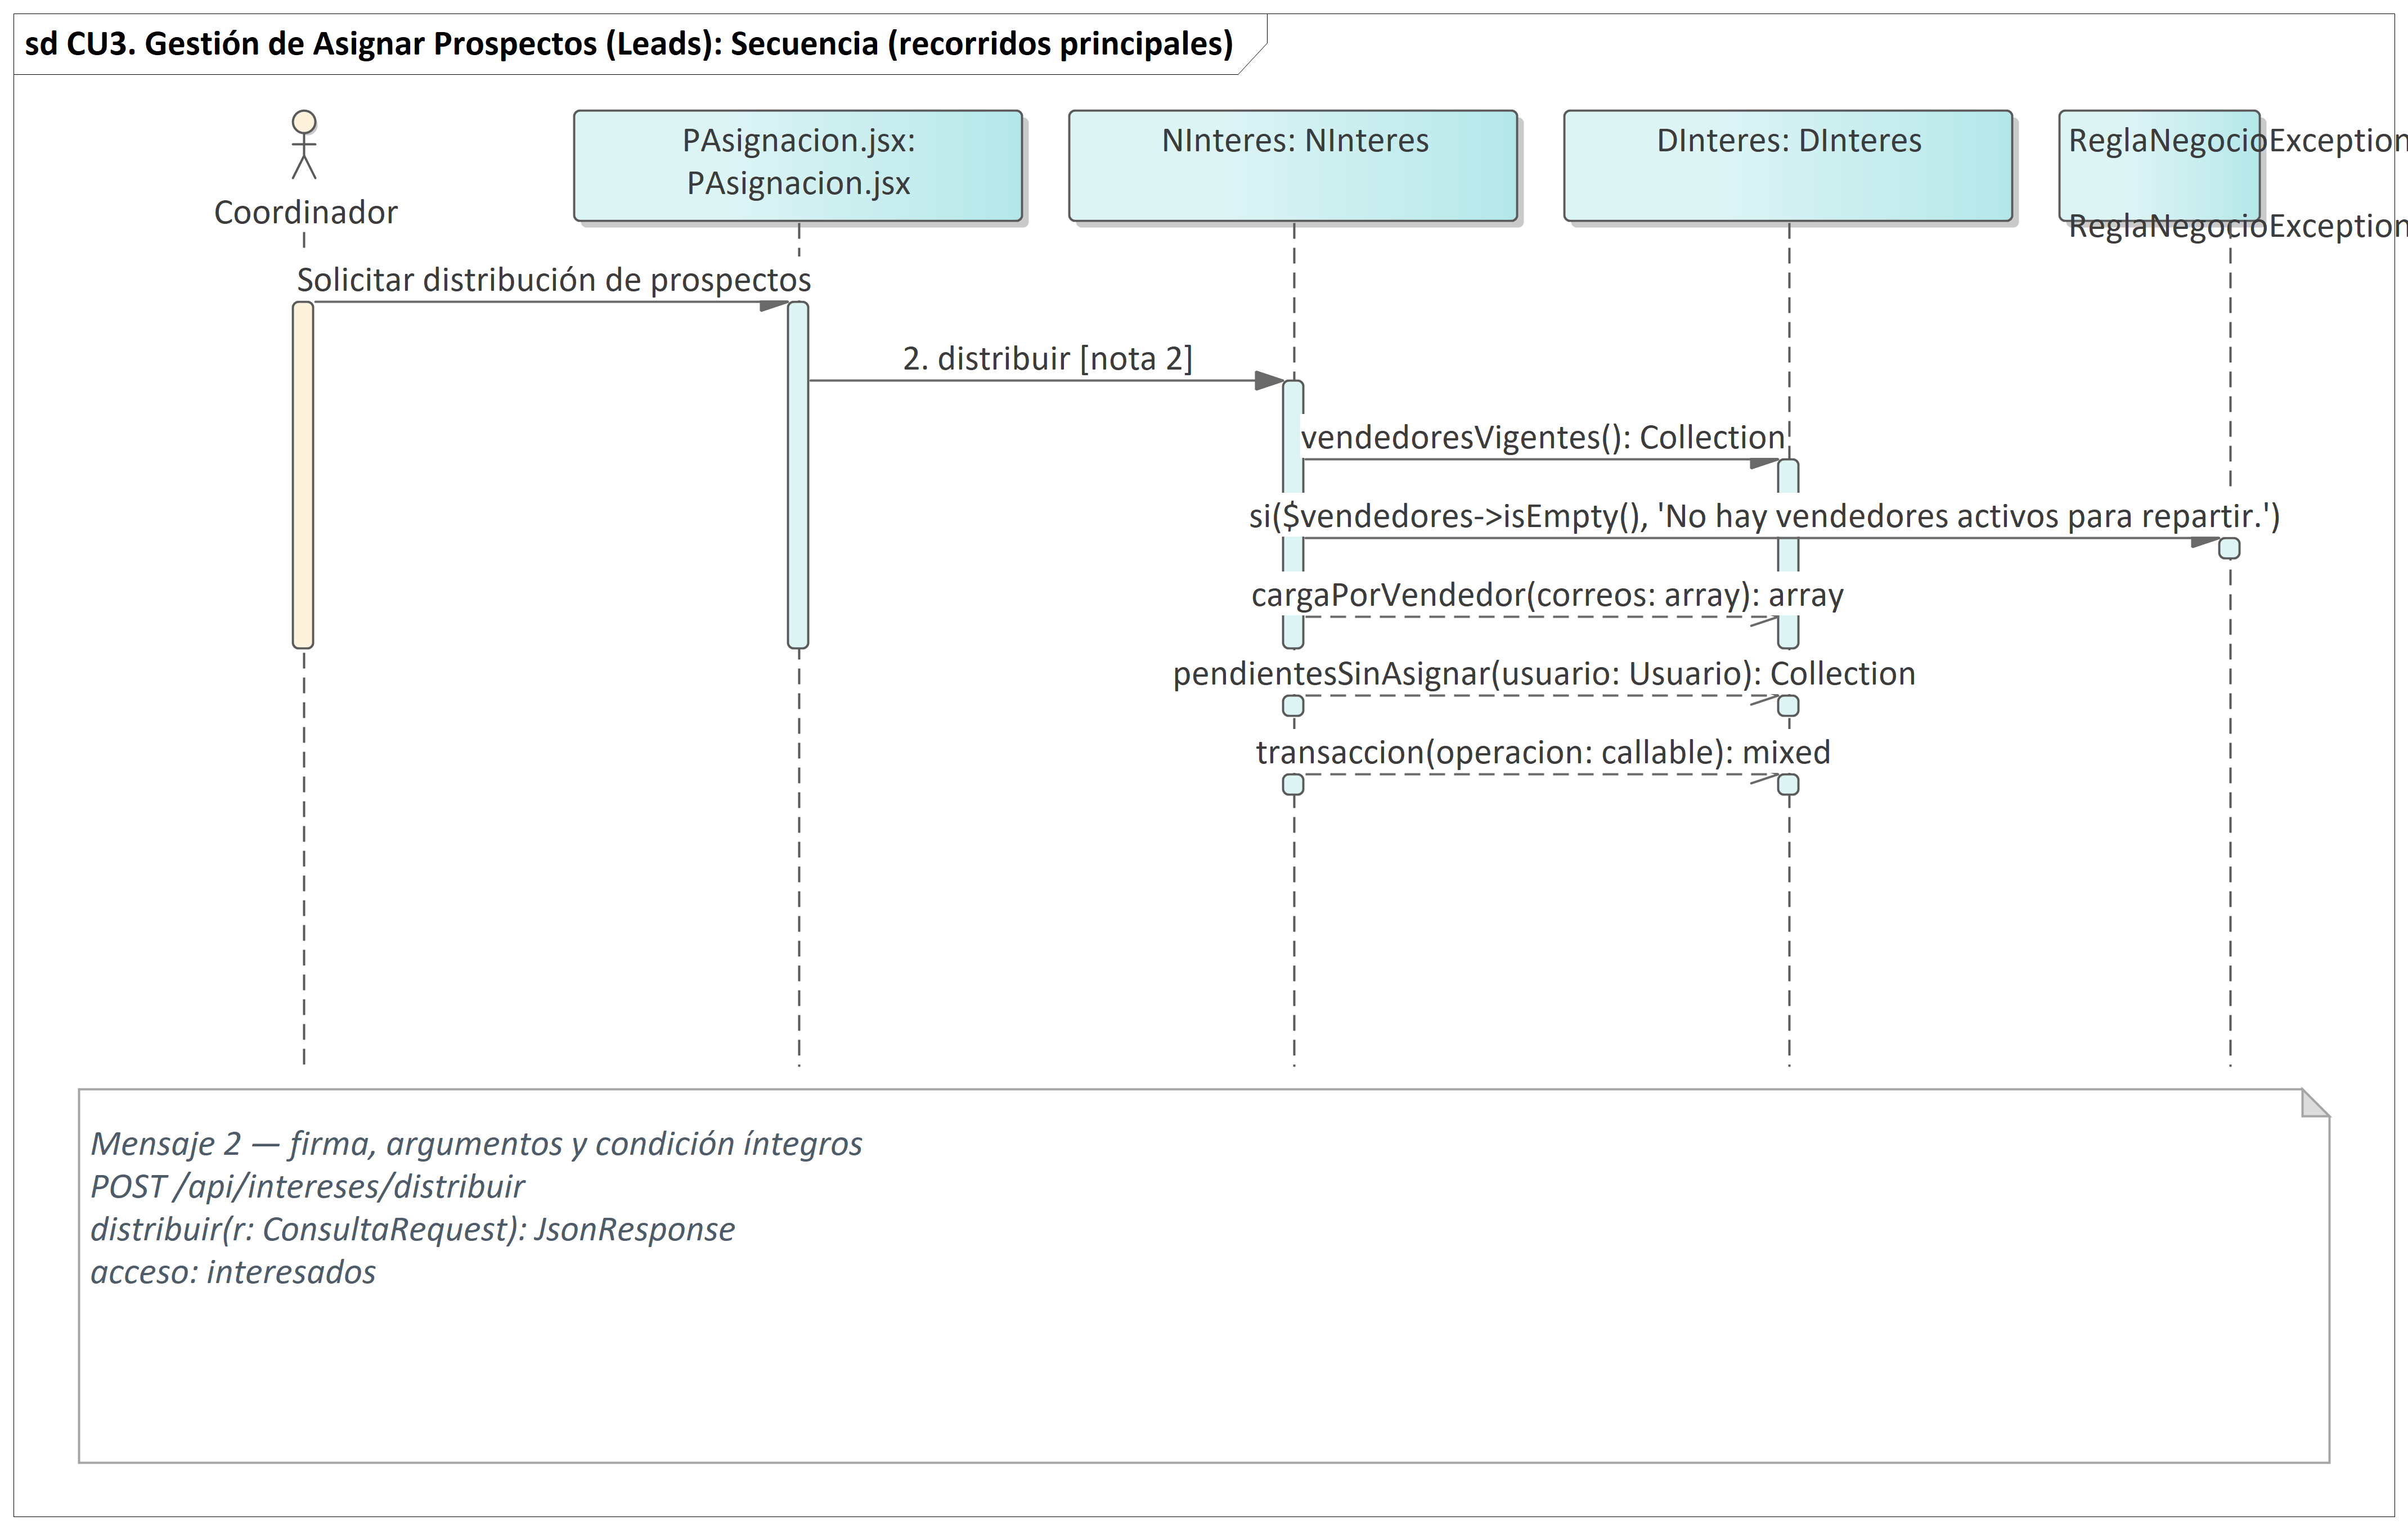 sd CU3. Gestión de Asignar Prospectos (Leads): Secuencia (recorridos principales)
Coordinador
PAsignacion.jsx:
PAsignacion.jsx
NInteres: NInteres
DInteres: DInteres
ReglaNegocioException
ReglaNegocioException
Solicitar distribución de prospectos
2. distribuir [nota 2]
vendedoresVigentes(): Collection
si($vendedores->isEmpty(), 'No hay vendedores activos para repartir.')
cargaPorVendedor(correos: array): array
pendientesSinAsignar(usuario: Usuario): Collection
transaccion(operacion: callable): mixed
Mensaje 2 — firma, argumentos y condición íntegros
POST /api/intereses/distribuir
distribuir(r: ConsultaRequest): JsonResponse
acceso: interesados